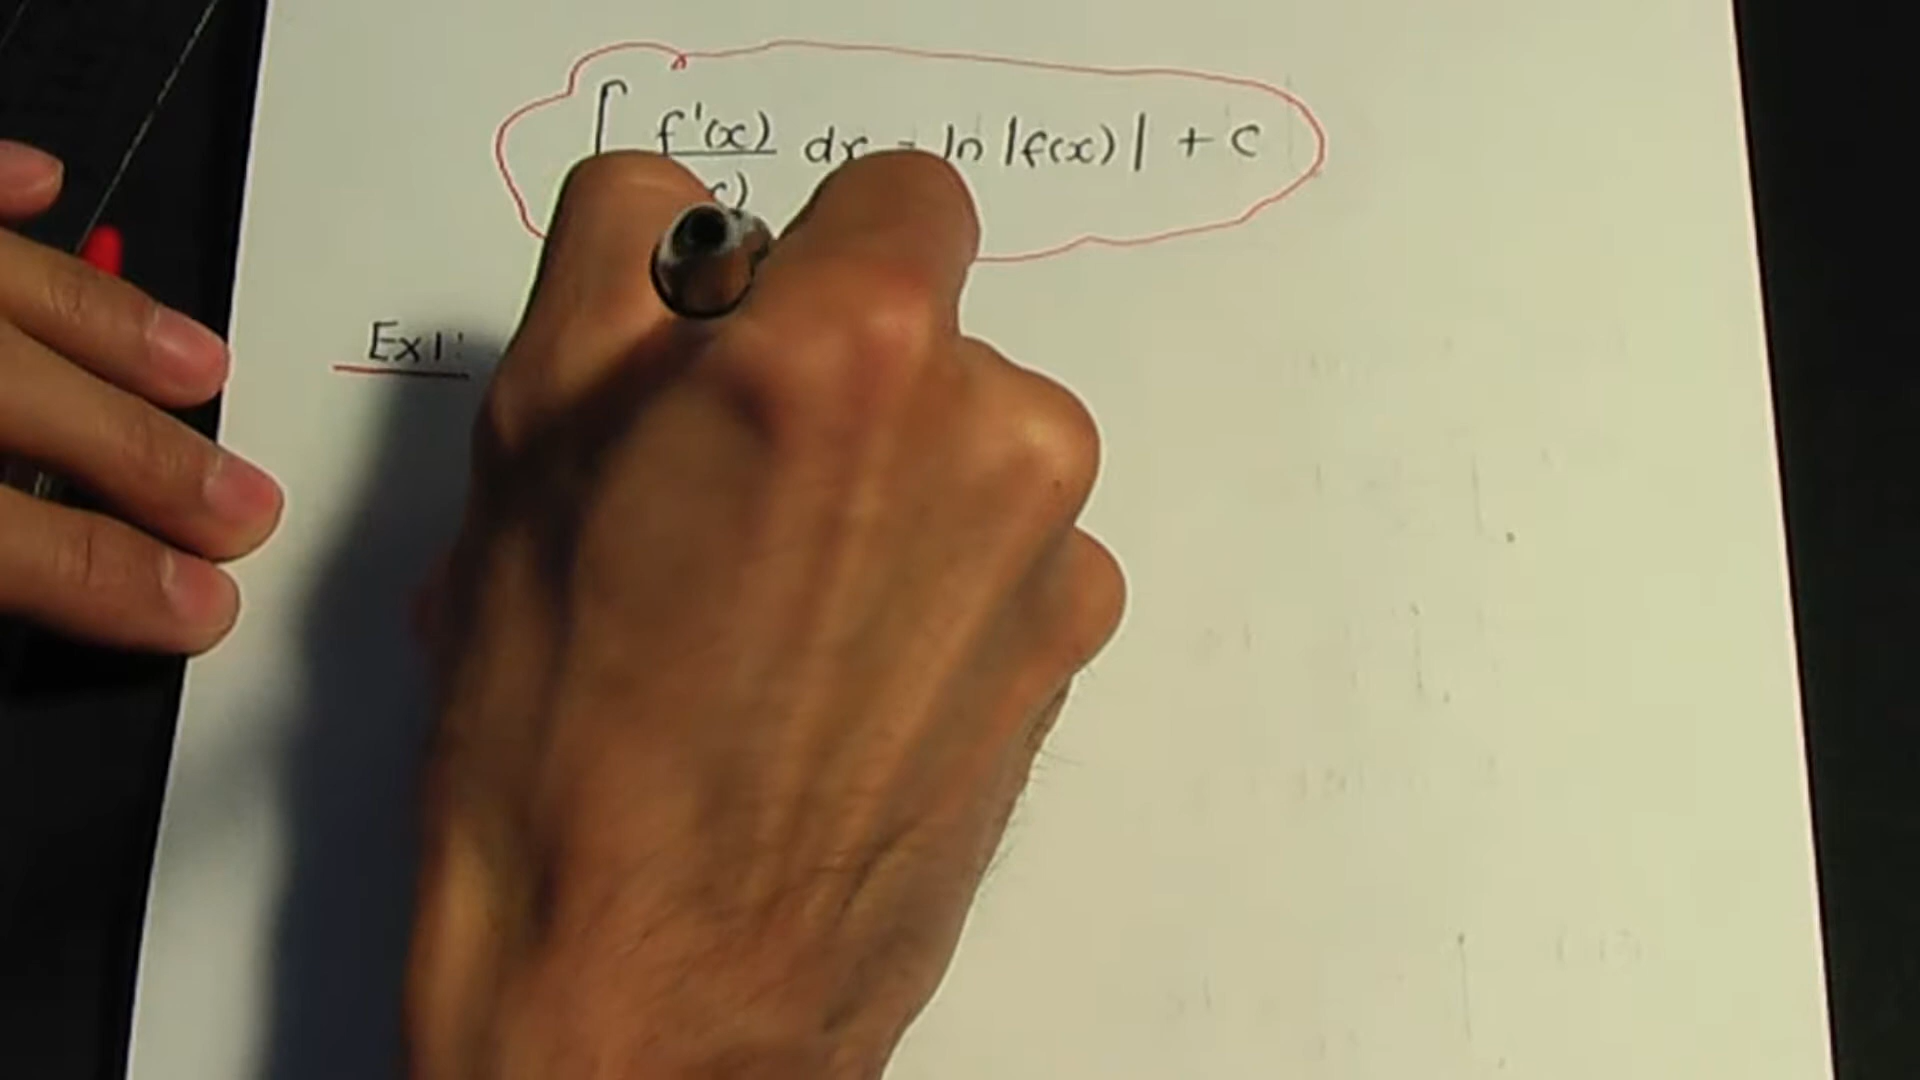 ∫ f'(x) dx = ln |f(x)| + C
x)
Ex1: